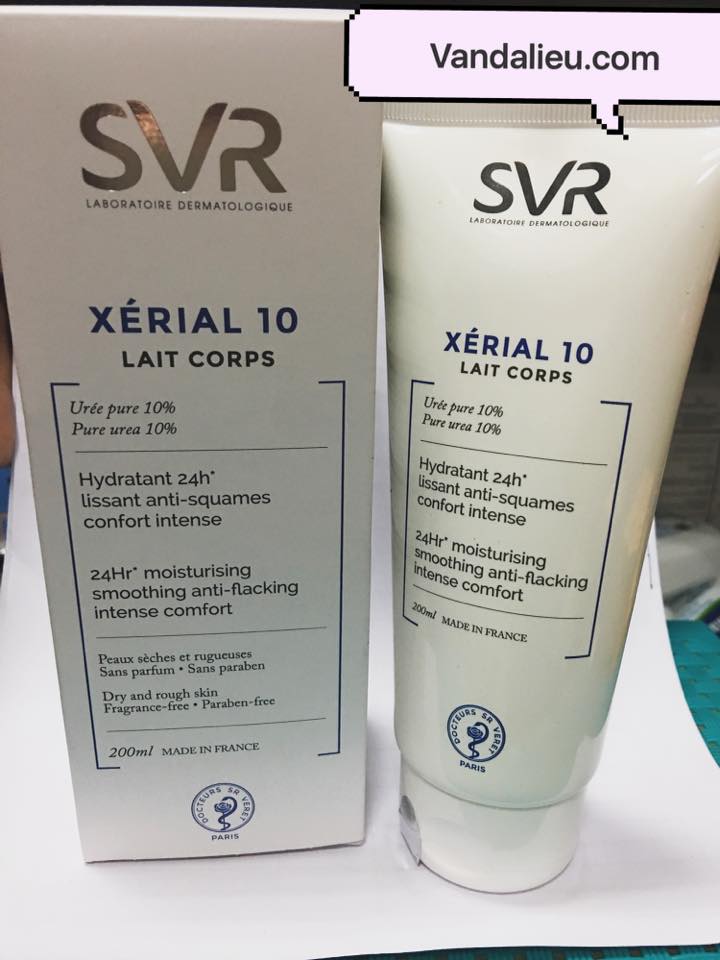 Vandalieu.com
SVR
LABORATOIRE DERMATOLOGIQUE
XÉRIAL 10
LAIT CORPS
Urée pure 10%
Pure urea 10%
Hydratant 24h*
lissant anti-squames
confort intense
24Hr* moisturising
smoothing anti-flacking
intense comfort
Peaux sèches et rugueuses
Sans parfum • Sans paraben
Dry and rough skin
Fragrance-free • Paraben-free
200ml MADE IN FRANCE
DOCTEURS SR VERET
PARIS
SVR
LABORATOIRE DERMATOLOGIQUE
XÉRIAL 10
LAIT CORPS
Urée pure 10%
Pure urea 10%
Hydratant 24h*
lissant anti-squames
confort intense
24Hr* moisturising
smoothing anti-flacking
intense comfort
200ml MADE IN FRANCE
DOCTEURS SR VERET
PARIS